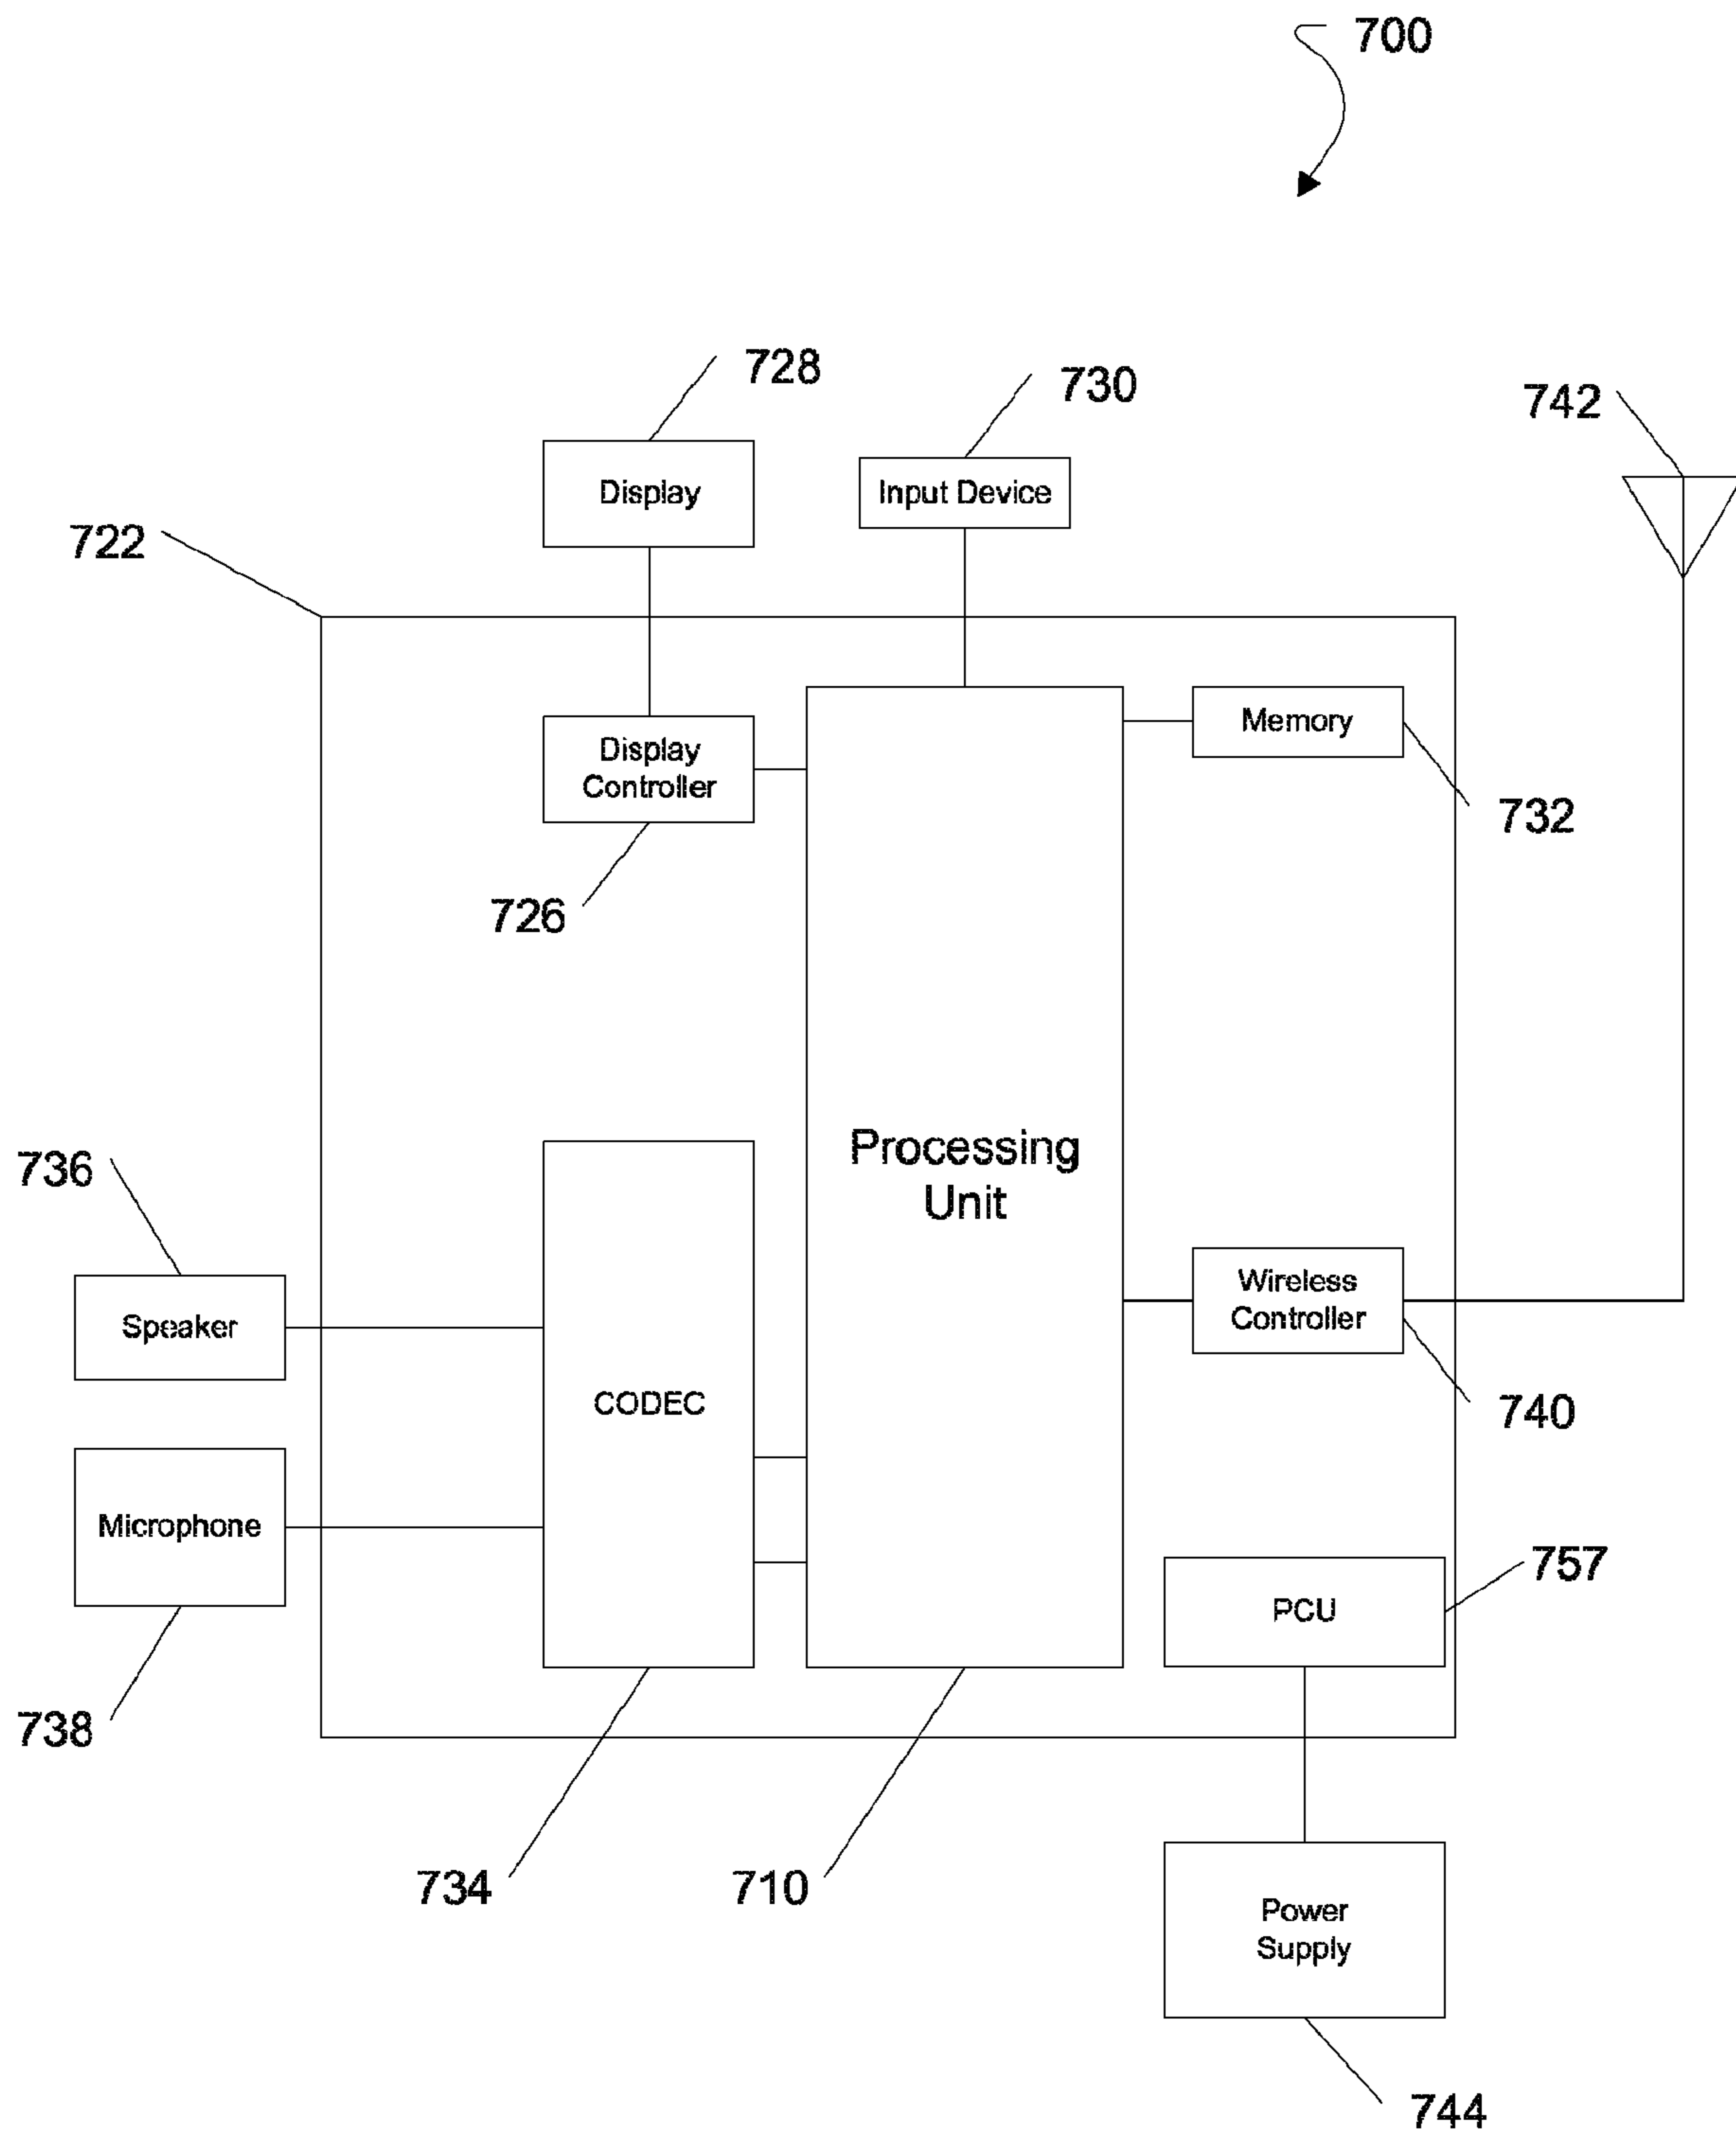 700
728
730
742
Display
Input Device
722
Memory
Display
Controller
732
726
Processing
Unit
736
Wireless
Controller
Speaker
CODEC
740
Microphone
757
PCU
738
734
710
Power
Supply
744